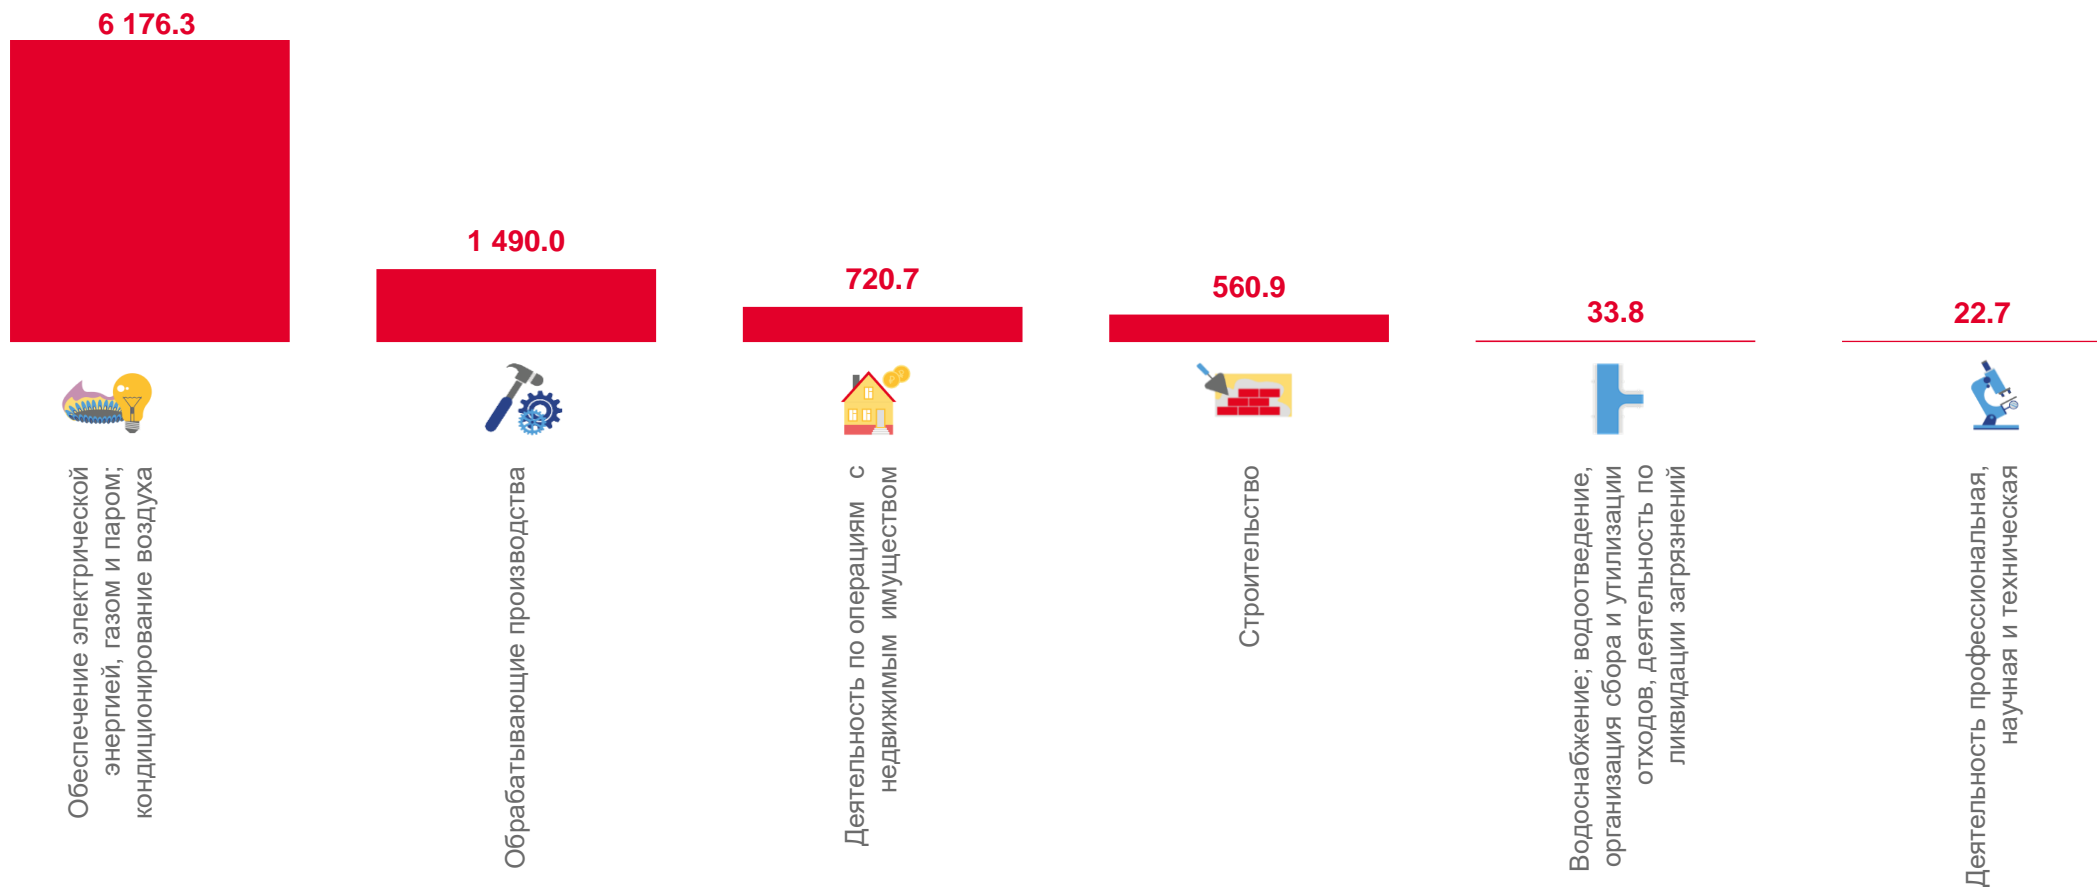 6 176.3
1 490.0
720.7
560.9
33.8
22.7
Обеспечение электрической
энергией, газом и паром;
кондиционирование воздуха
Обрабатывающие производства
Деятельность по операциям с
недвижимым имуществом
Строительство
Водоснабжение; водоотведение,
организация сбора и утилизации
отходов, деятельность по
ликвидации загрязнений
Деятельность профессиональная,
научная и техническая